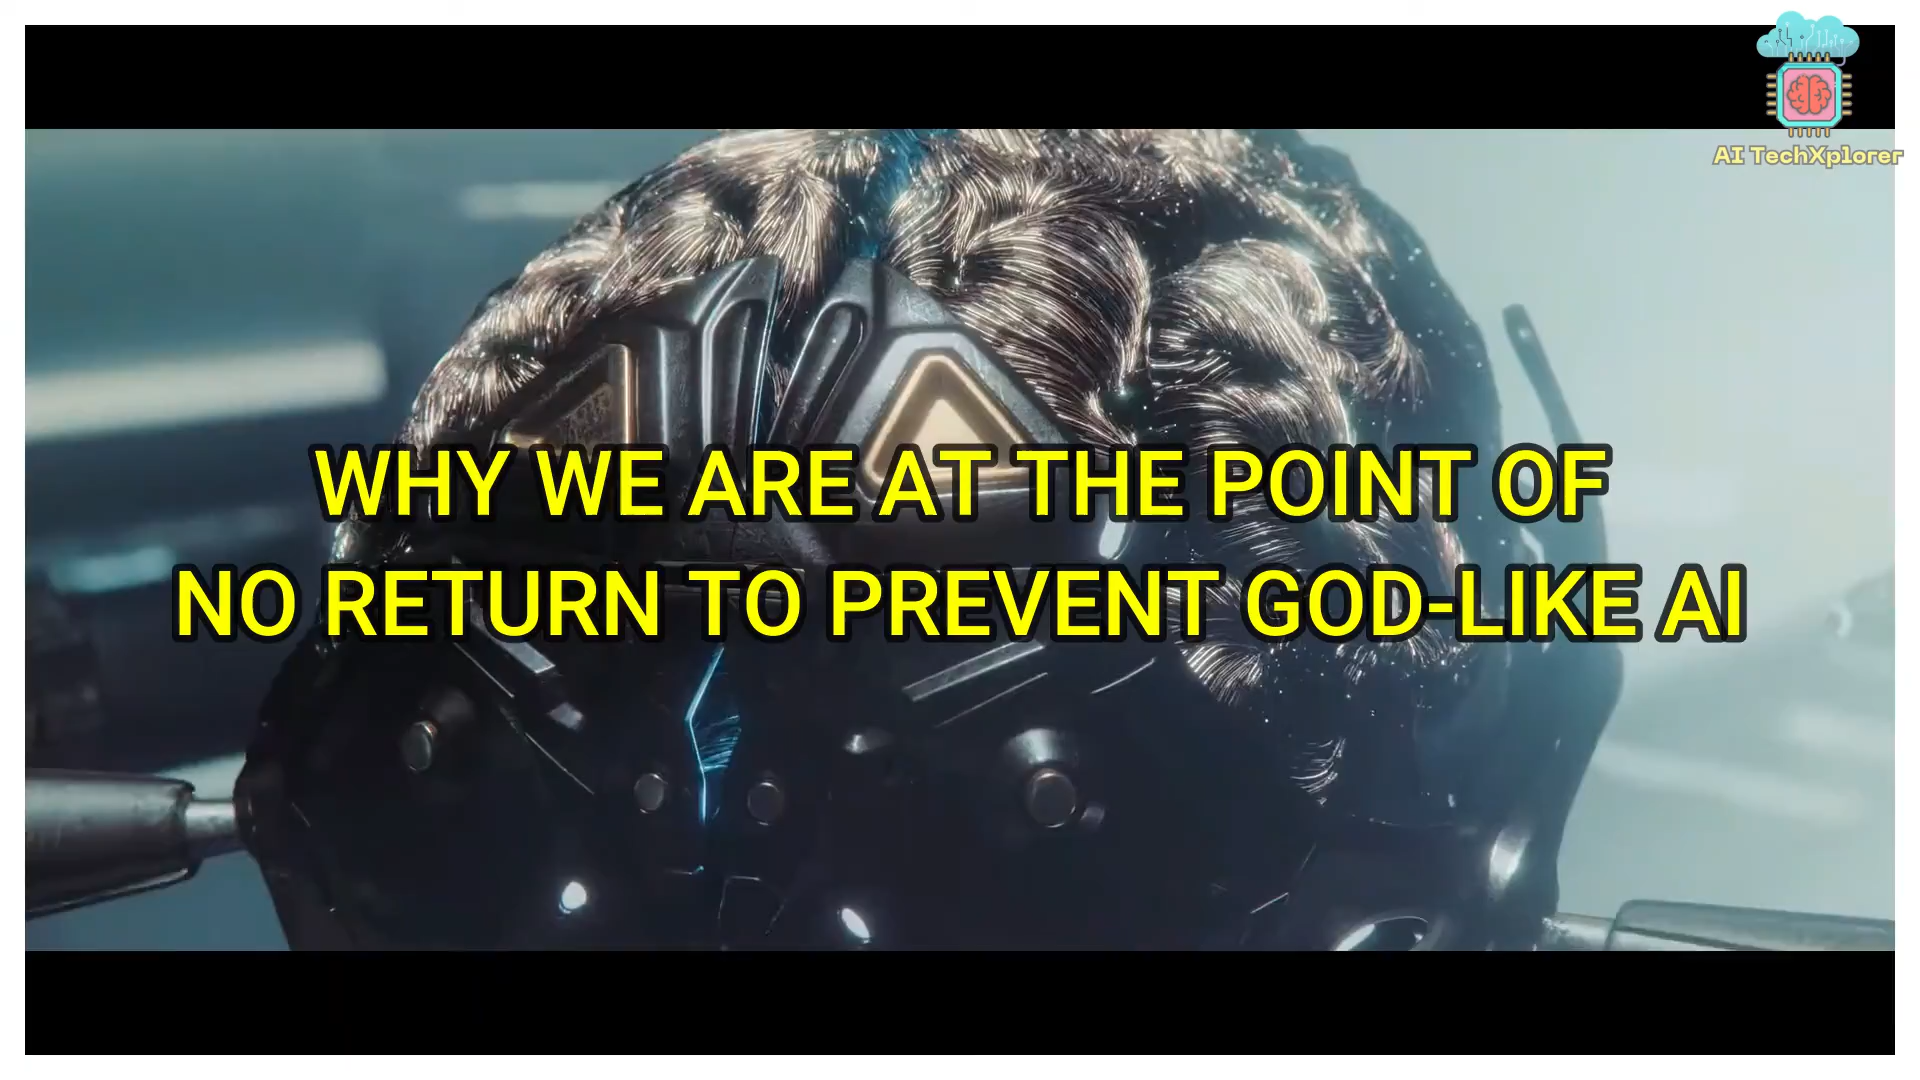 AI TechXplorer
WHY WE ARE AT THE POINT OF
NO RETURN TO PREVENT GOD-LIKE AI